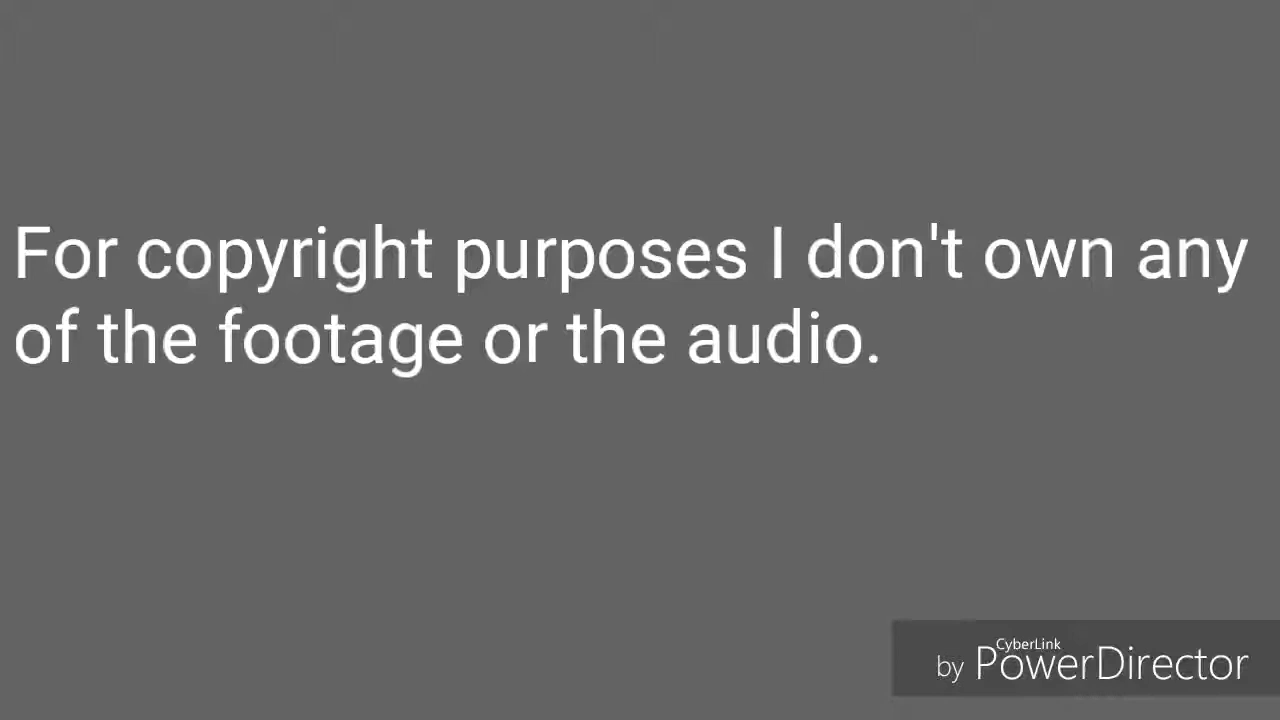 For copyright purposes I don't own any
of the footage or the audio.
CyberLink
by PowerDirector